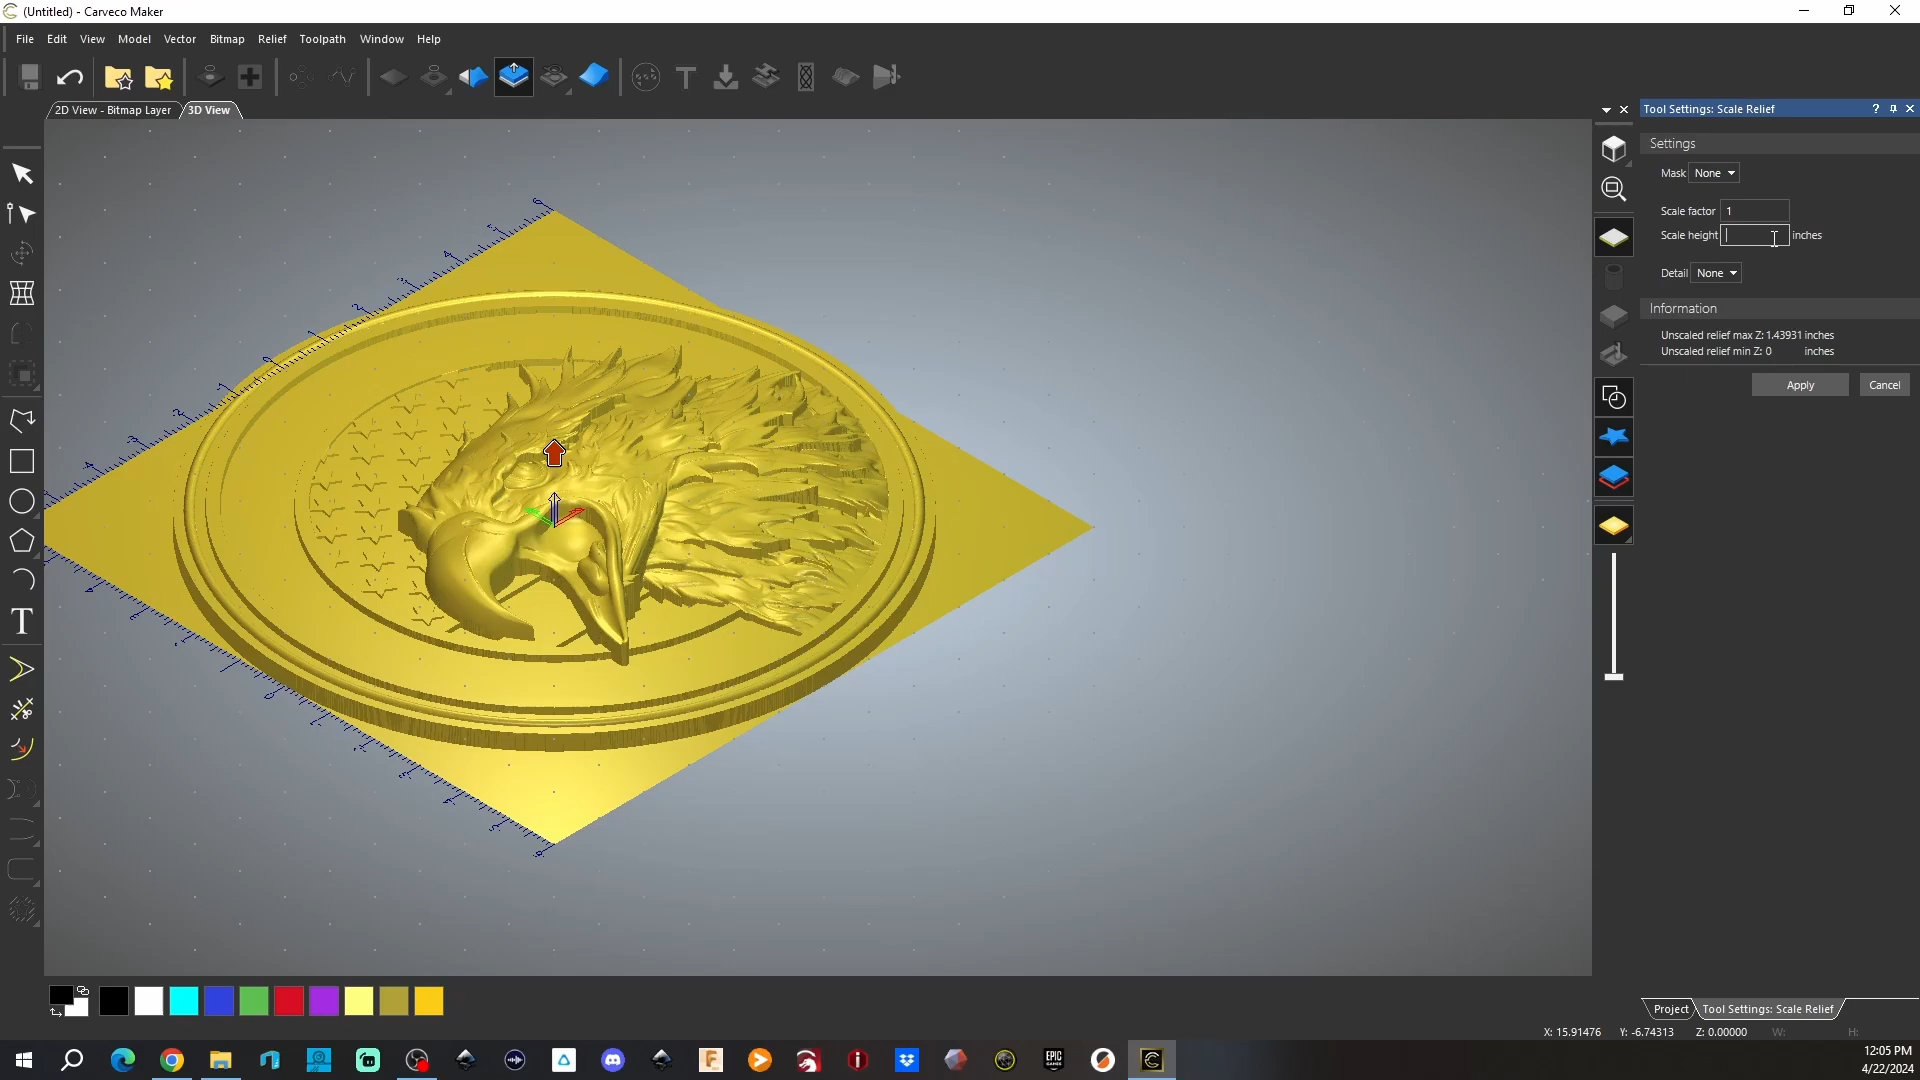 (Untitled) - Carveco Maker
File Edit View Model Vector Bitmap Relief Toolpath Window Help
2D View - Bitmap Layer 3D View
Tool Settings: Scale Relief
Settings
Mask None
Scale factor 1
Scale height inches
Detail None
Information
Unscaled relief max Z: 1.43931 inches
Unscaled relief min Z: 0 inches
Apply Cancel
Project Tool Settings: Scale Relief
X: 15.91476 Y: -6.74313 Z: 0.00000 W: H:
12:05 PM
4/22/2024